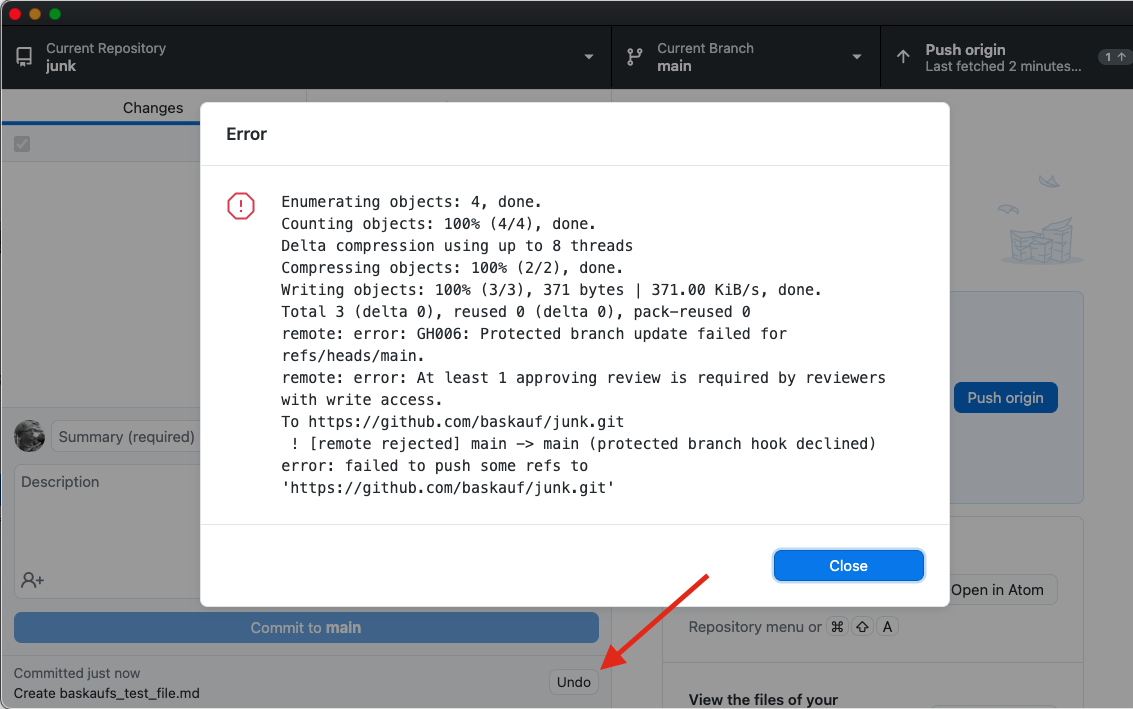 Current Repository
junk
Current Branch
main
Push origin
Last fetched 2 minutes...
1
Changes
Error
Enumerating objects: 4, done.
Counting objects: 100% (4/4), done.
Delta compression using up to 8 threads
Compressing objects: 100% (2/2), done.
Writing objects: 100% (3/3), 371 bytes | 371.00 KiB/s, done.
Total 3 (delta 0), reused 0 (delta 0), pack-reused 0
remote: error: GH006: Protected branch update failed for
refs/heads/main.
remote: error: At least 1 approving review is required by reviewers
with write access.
To https://github.com/baskauf/junk.git
! [remote rejected] main -> main (protected branch hook declined)
error: failed to push some refs to
'https://github.com/baskauf/junk.git'
Close
Push origin
Summary (required)
Description
Commit to main
Committed just now
Create baskaufs_test_file.md
Undo
Open in Atom
Repository menu or ⌘ ⇧ A
View the files of your